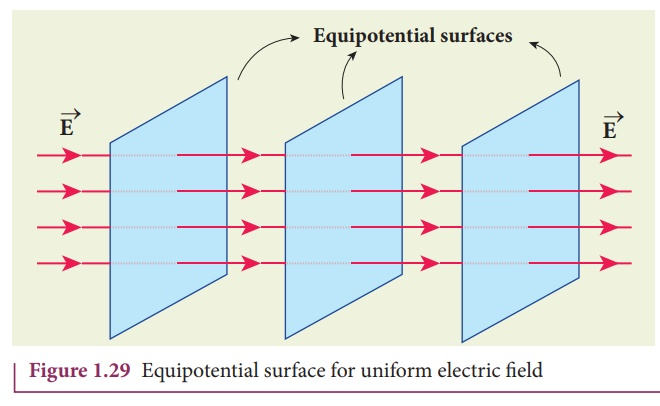 Equipotential surfaces
E
E
Figure 1.29 Equipotential surface for uniform electric field